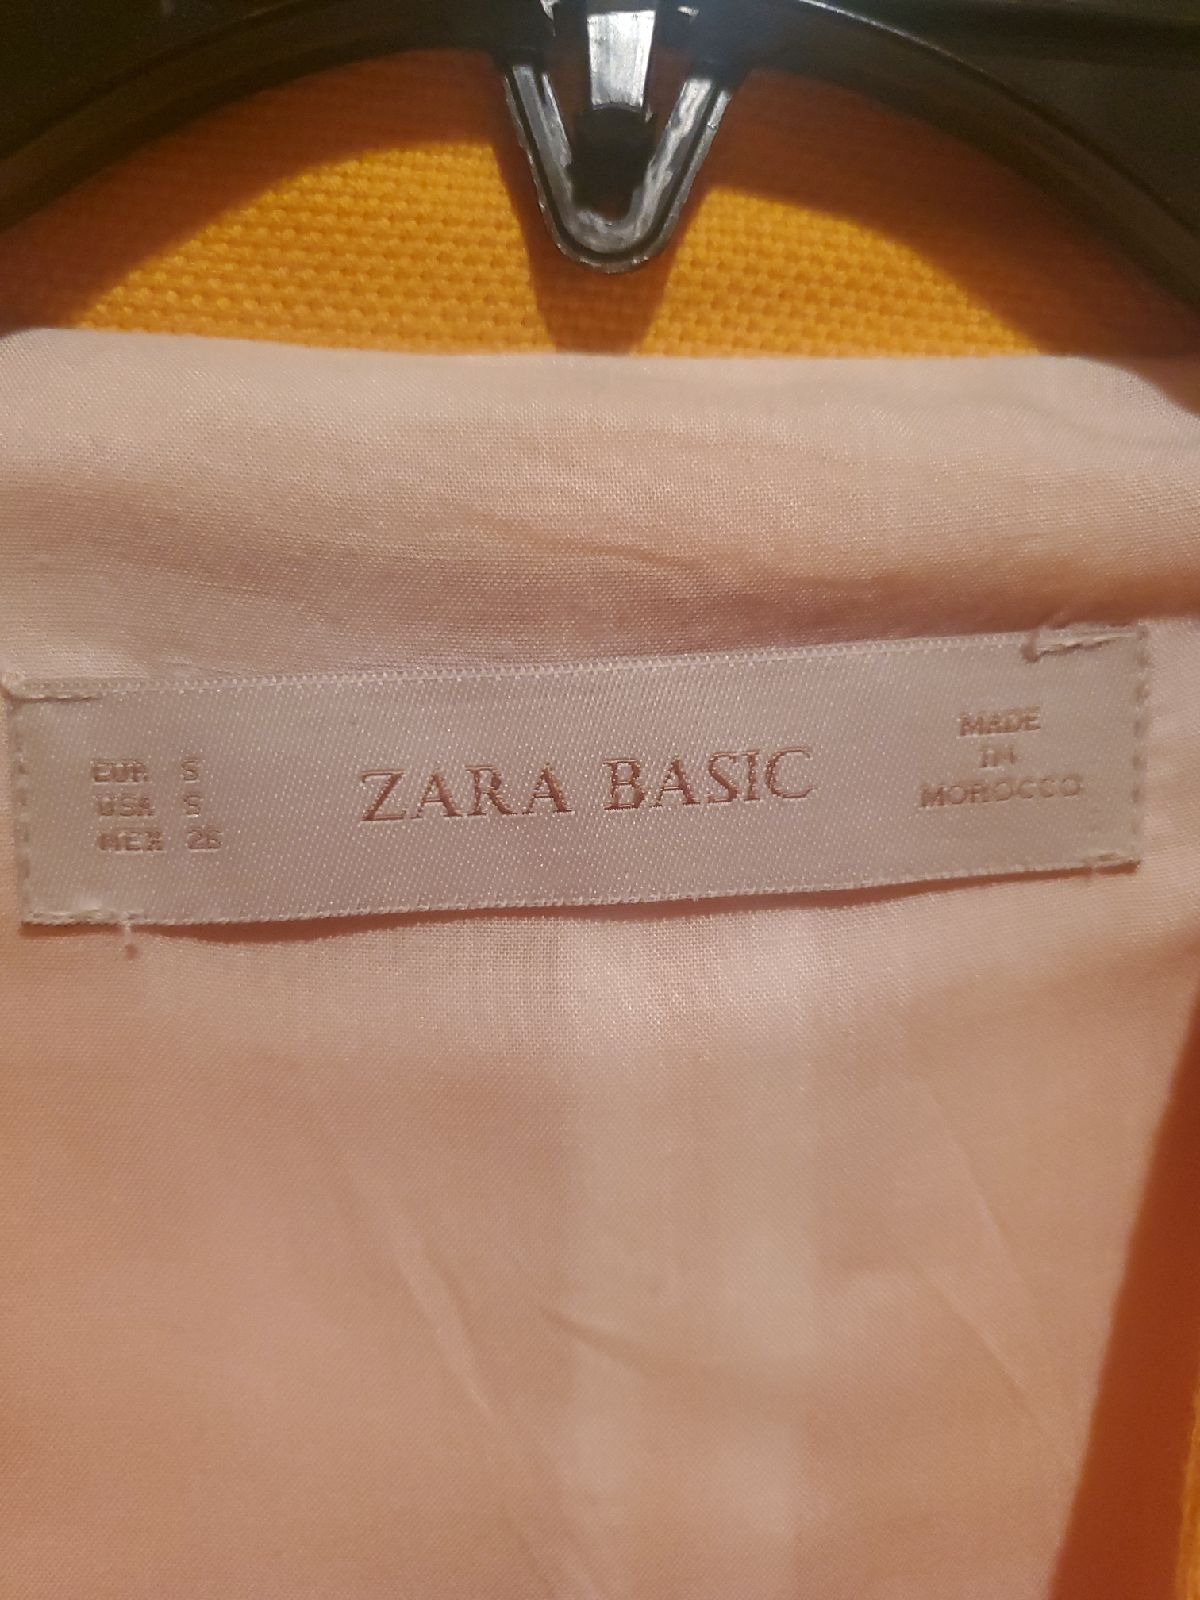 EUR S
USA S
MEX 26
ZARA BASIC
MADE
IN
MOROCCO